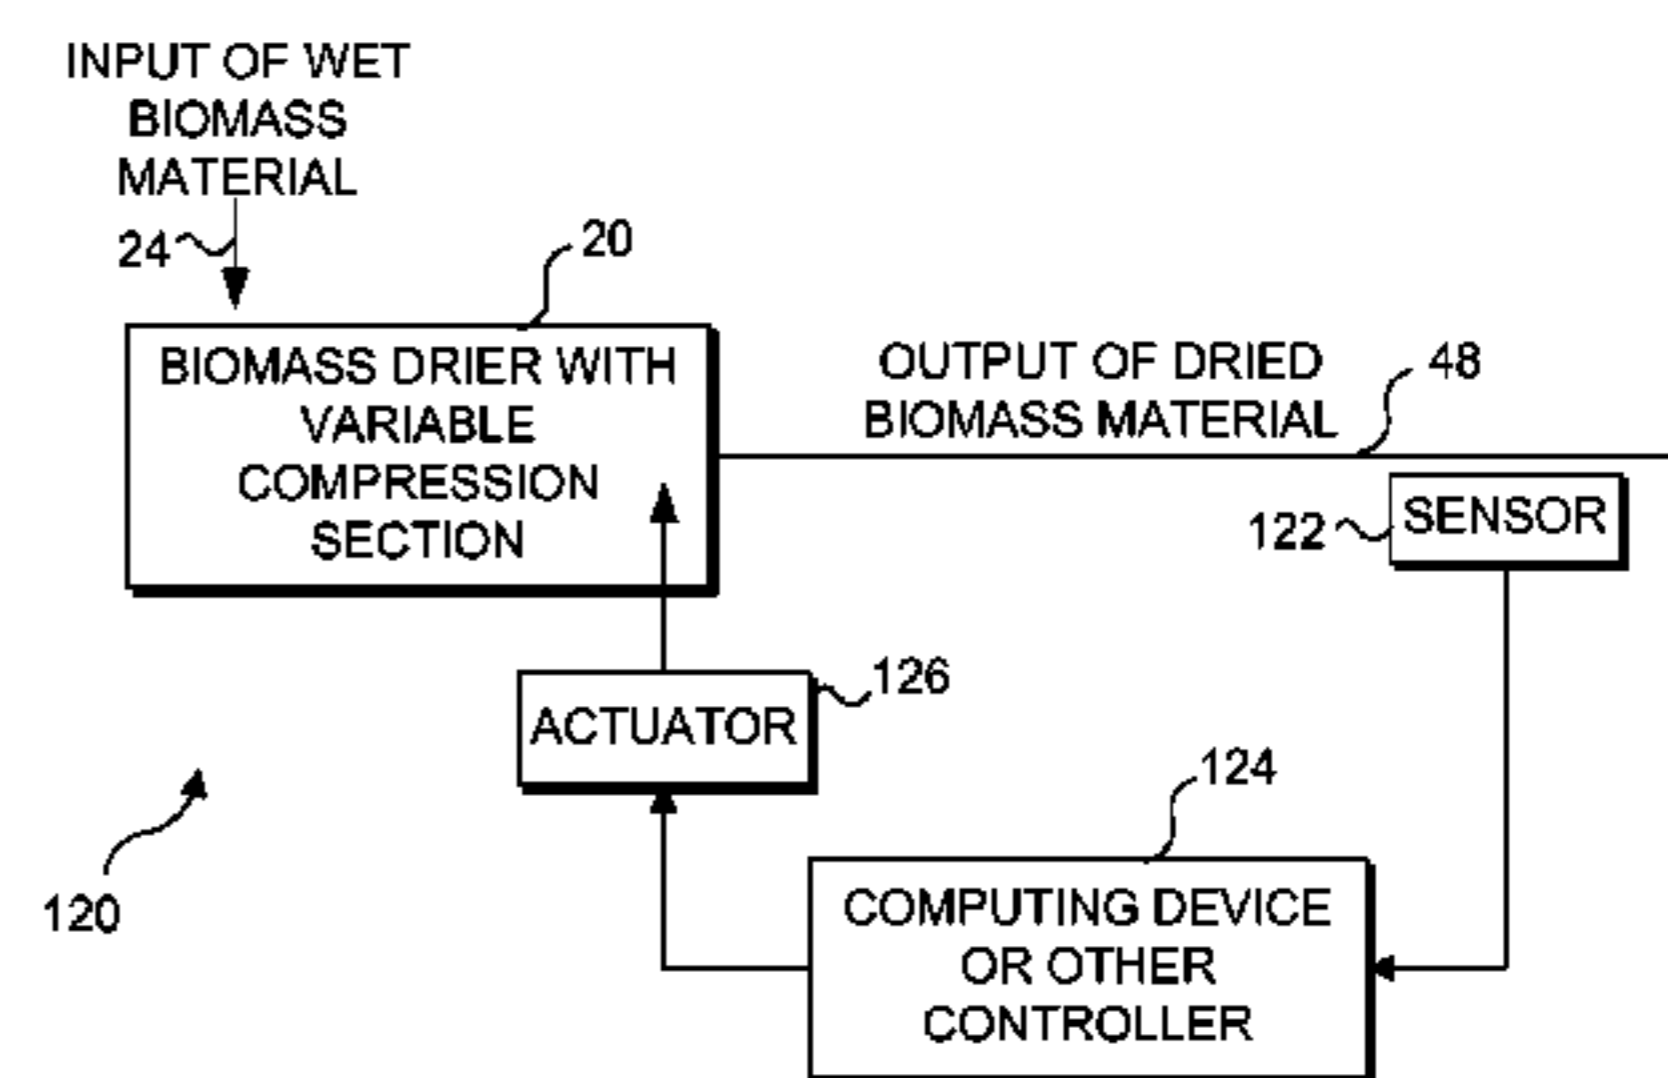 INPUT OF WET
BIOMASS
MATERIAL
24
20
BIOMASS DRIER WITH
VARIABLE
COMPRESSION
SECTION
OUTPUT OF DRIED
BIOMASS MATERIAL
48
122
SENSOR
126
ACTUATOR
124
120
COMPUTING DEVICE
OR OTHER
CONTROLLER